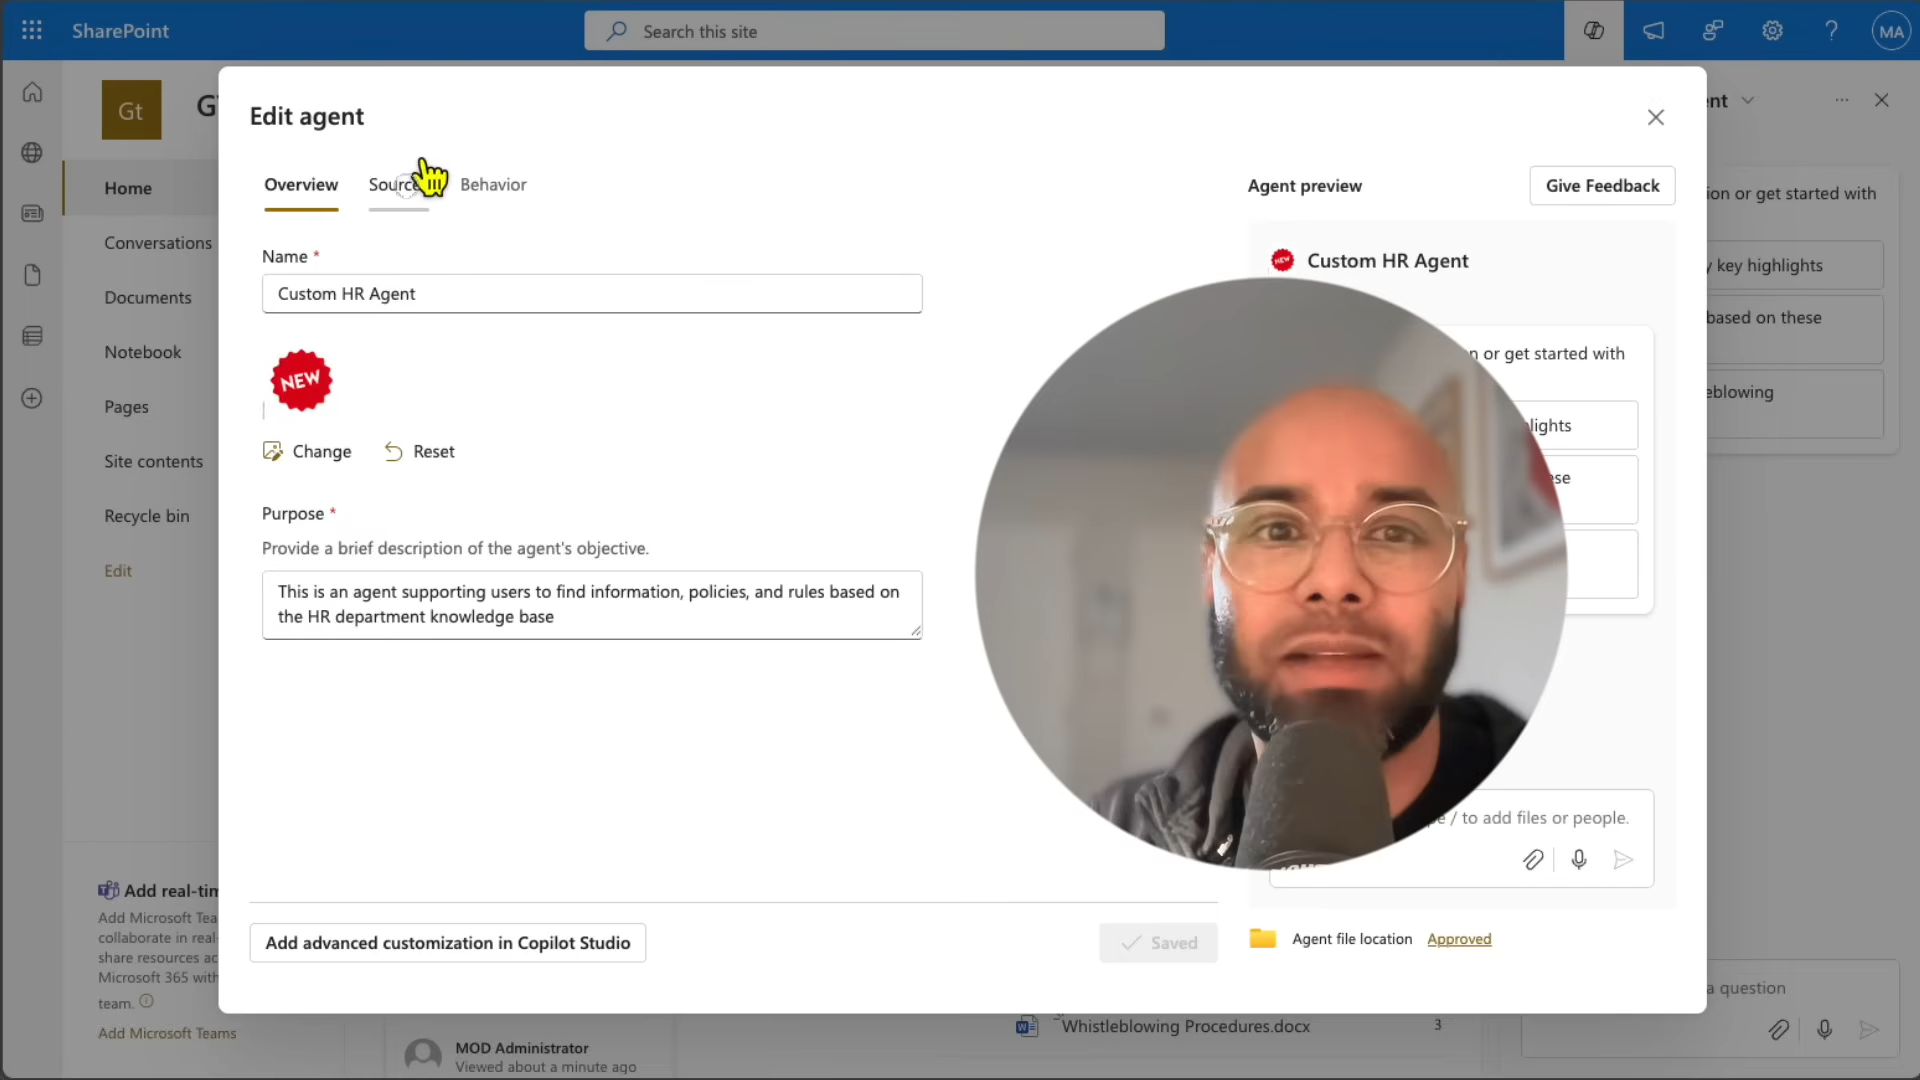 SharePoint
Search this site
MA
Gt
G
Home
Conversations
Documents
Notebook
Pages
Site contents
Recycle bin
Edit
Add real-tim
Add Microsoft Tea
collaborate in real-
share resources ac
Microsoft 365 with
team.
Add Microsoft Teams
Edit agent
Overview
Source
Behavior
Name *
Custom HR Agent
NEW
Change
Reset
Purpose *
Provide a brief description of the agent's objective.
This is an agent supporting users to find information, policies, and rules based on
the HR department knowledge base
Add advanced customization in Copilot Studio
Saved
Agent preview
Give Feedback
NEW
Custom HR Agent
n or get started with
lights
ese
/ to add files or people.
Agent file location
Approved
nt
ion or get started with
y key highlights
based on these
eblowing
a question
MOD Administrator
Viewed about a minute ago
Whistleblowing Procedures.docx
3